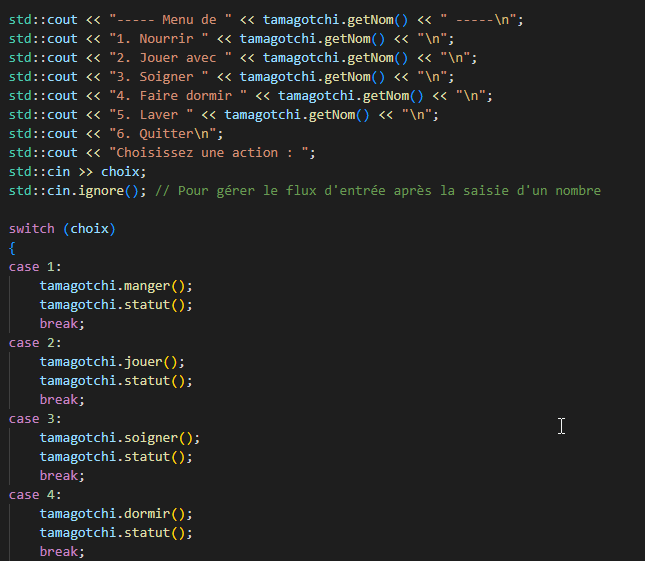 std::cout << "----- Menu de " << tamagotchi.getNom() << " -----\n";
std::cout << "1. Nourrir " << tamagotchi.getNom() << "\n";
std::cout << "2. Jouer avec " << tamagotchi.getNom() << "\n";
std::cout << "3. Soigner " << tamagotchi.getNom() << "\n";
std::cout << "4. Faire dormir " << tamagotchi.getNom() << "\n";
std::cout << "5. Laver " << tamagotchi.getNom() << "\n";
std::cout << "6. Quitter\n";
std::cout << "Choisissez une action : ";
std::cin >> choix;
std::cin.ignore(); // Pour gérer le flux d'entrée après la saisie d'un nombre
switch (choix)
{
case 1:
    tamagotchi.manger();
    tamagotchi.statut();
    break;
case 2:
    tamagotchi.jouer();
    tamagotchi.statut();
    break;
case 3:
    tamagotchi.soigner();
    tamagotchi.statut();
    break;
case 4:
    tamagotchi.dormir();
    tamagotchi.statut();
    break;